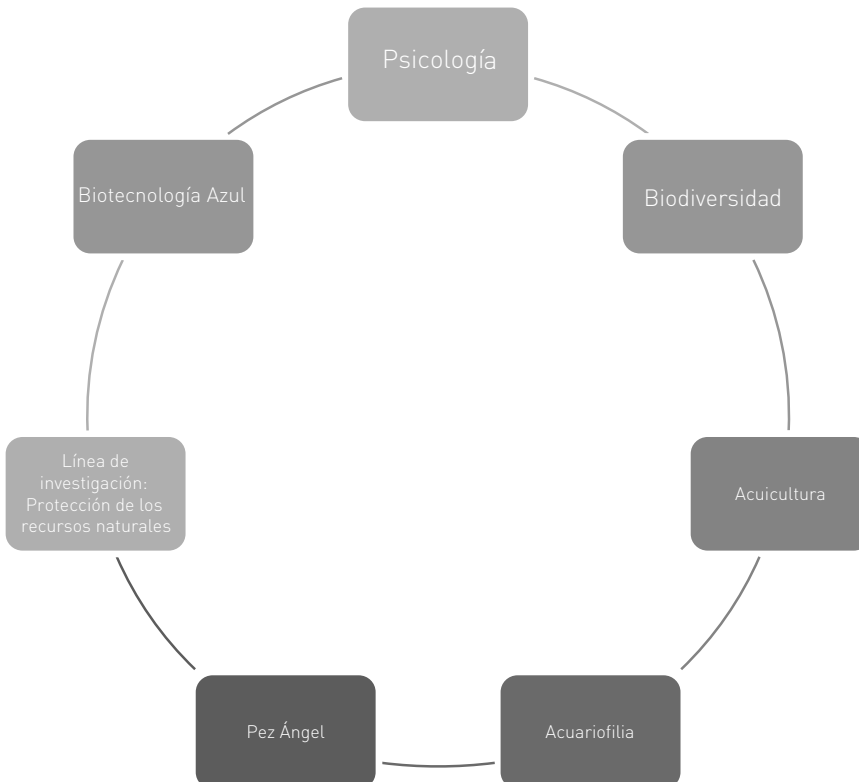 Psicología
Biodiversidad
Acuicultura
Acuariofilia
Pez Ángel
Línea de
investigación:
Protección de los
recursos naturales
Biotecnología Azul